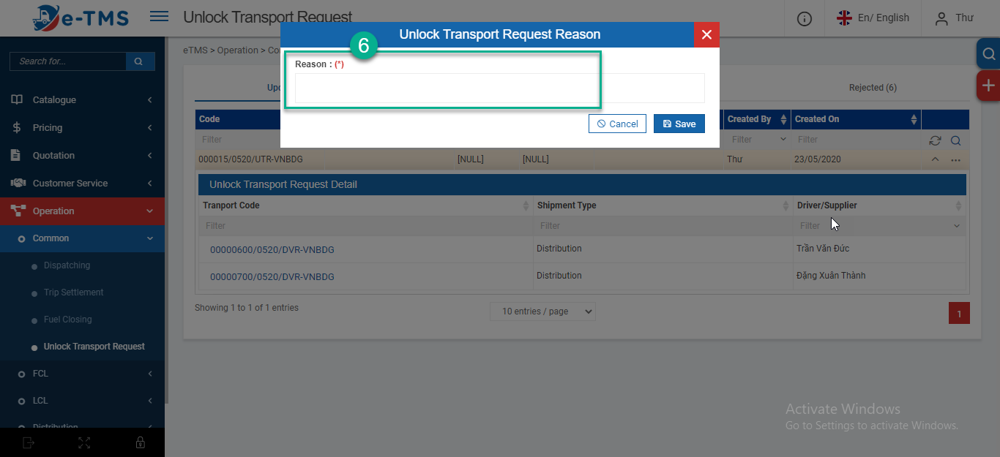 e-TMS
Unlock Transport Request
En/ English
Thư
Unlock Transport Request Reason
6
Reason : (*)
Cancel
Save
eTMS > Operation > Co
Search for...
Catalogue
Pricing
Quotation
Customer Service
Operation
Common
Dispatching
Trip Settlement
Fuel Closing
Unlock Transport Request
FCL
LCL
Distribution
Rejected (6)
Code
Created By
Created On
Filter
Filter
Filter
000015/0520/UTR-VNBDG
[NULL]
[NULL]
Thư
23/05/2020
Unlock Transport Request Detail
Tranport Code
Shipment Type
Driver/Supplier
Filter
Filter
Filter
00000600/0520/DVR-VNBDG
Distribution
Trần Văn Đức
00000700/0520/DVR-VNBDG
Distribution
Đặng Xuân Thành
Showing 1 to 1 of 1 entries
10 entries / page
1
Activate Windows
Go to Settings to activate Windows.